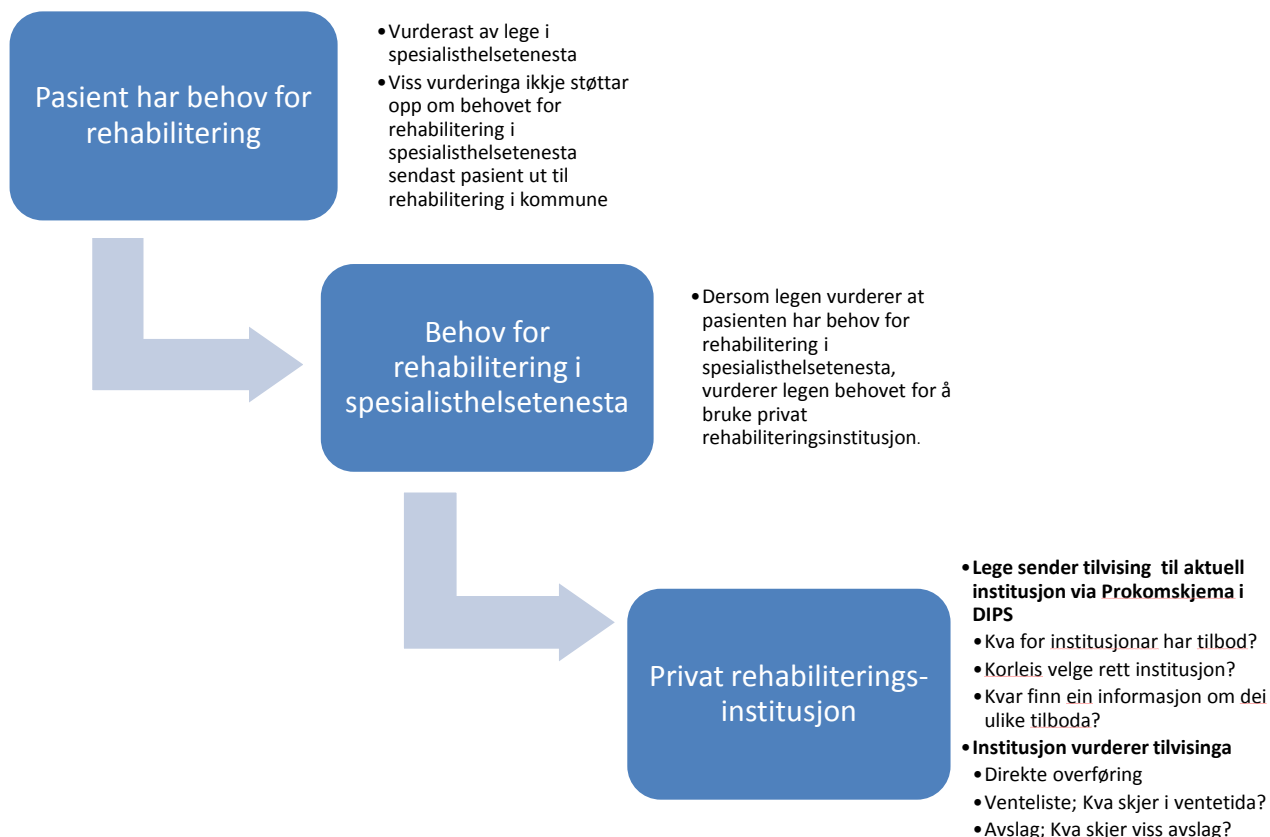 Pasient har behov for
rehabilitering
•Vurderast av lege i
spesialisthelsetenesta
•Viss vurderinga ikkje støttar
opp om behovet for
rehabilitering i
spesialisthelsetenesta
sendast pasient ut til
rehabilitering i kommune
Behov for
rehabilitering i
spesialisthelsetenesta
•Dersom legen vurderer at
pasienten har behov for
rehabilitering i
spesialisthelsetenesta,
vurderer legen behovet for å
bruke privat
rehabiliteringsinstitusjon.
Privat rehabiliterings-
institusjon
•Lege sender tilvising til aktuell
institusjon via Prokomskjema i
DIPS
•Kva for institusjonar har tilbod?
•Korleis velge rett institusjon?
•Kvar finn ein informasjon om dei
ulike tilboda?
•Institusjon vurderer tilvisinga
•Direkte overføring
•Venteliste; Kva skjer i ventetida?
•Avslag; Kva skjer viss avslag?